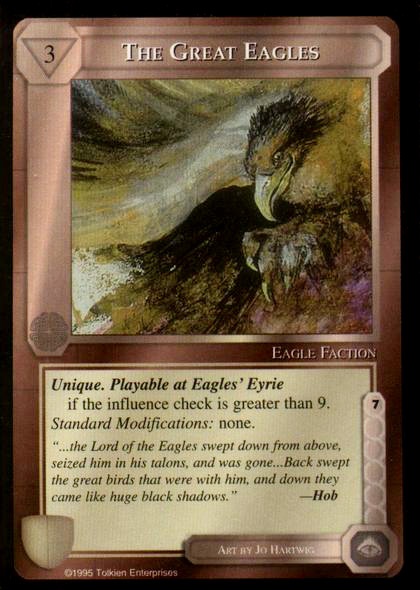 3
THE GREAT EAGLES
EAGLE FACTION
Unique. Playable at Eagles' Eyrie
if the influence check is greater than 9.
Standard Modifications: none.
7
"...the Lord of the Eagles swept down from above,
seized him in his talons, and was gone...Back swept
the great birds that were with him, and down they
came like huge black shadows." —Hob
ART BY JO HARTWIG
©1995 Tolkien Enterprises